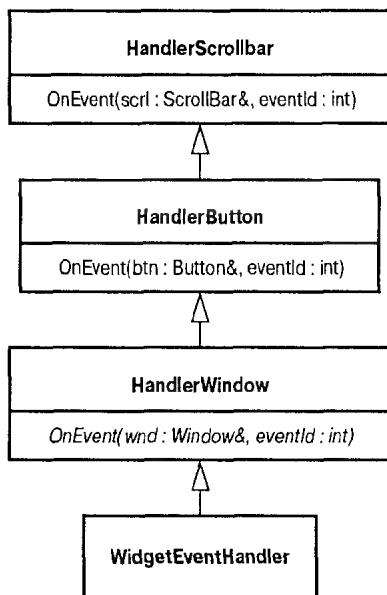 HandlerScrollbar
OnEvent(scrl : ScrollBar&, eventId : int)
HandlerButton
OnEvent(btn : Button&, eventId : int)
HandlerWindow
OnEvent(wnd : Window&, eventId : int)
WidgetEventHandler